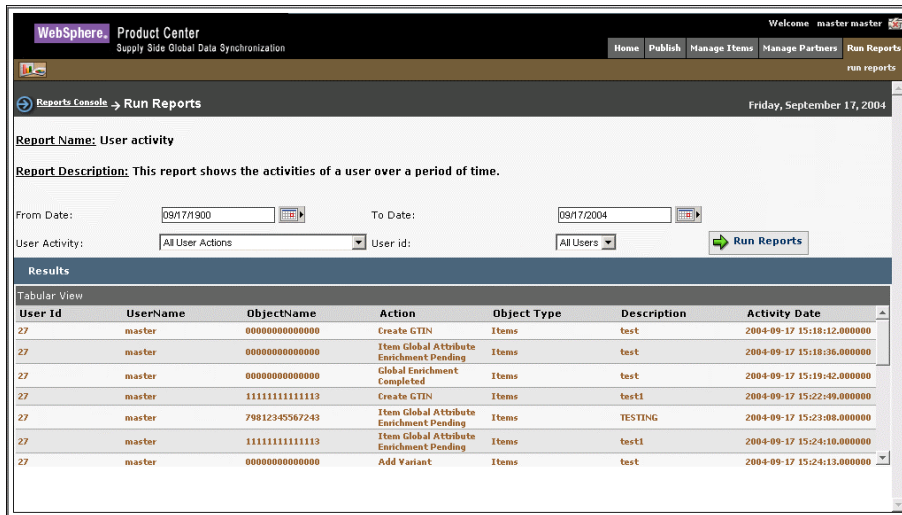 Welcome master master
WebSphere. Product Center
Supply Side Global Data Synchronization
Home Publish Manage Items Manage Partners Run Reports
run reports
Reports Console → Run Reports Friday, September 17, 2004
Report Name: User activity
Report Description: This report shows the activities of a user over a period of time.
From Date: 09/17/1900 To Date: 09/17/2004
User Activity: All User Actions User id: All Users Run Reports
Results
Tabular View
User Id UserName ObjectName Action Object Type Description Activity Date
27 master 00000000000000 Create GTIN Items test 2004-09-17 15:18:12.000000
27 master 00000000000000 Item Global Attribute Enrichment Pending Items test 2004-09-17 15:18:36.000000
27 master 00000000000000 Global Enrichment Completed Items test 2004-09-17 15:19:42.000000
27 master 11111111111113 Create GTIN Items test1 2004-09-17 15:22:49.000000
27 master 79812345567243 Item Global Attribute Enrichment Pending Items TESTING 2004-09-17 15:23:08.000000
27 master 11111111111113 Item Global Attribute Enrichment Pending Items test1 2004-09-17 15:24:10.000000
27 master 00000000000000 Add Variant Items test 2004-09-17 15:24:13.000000